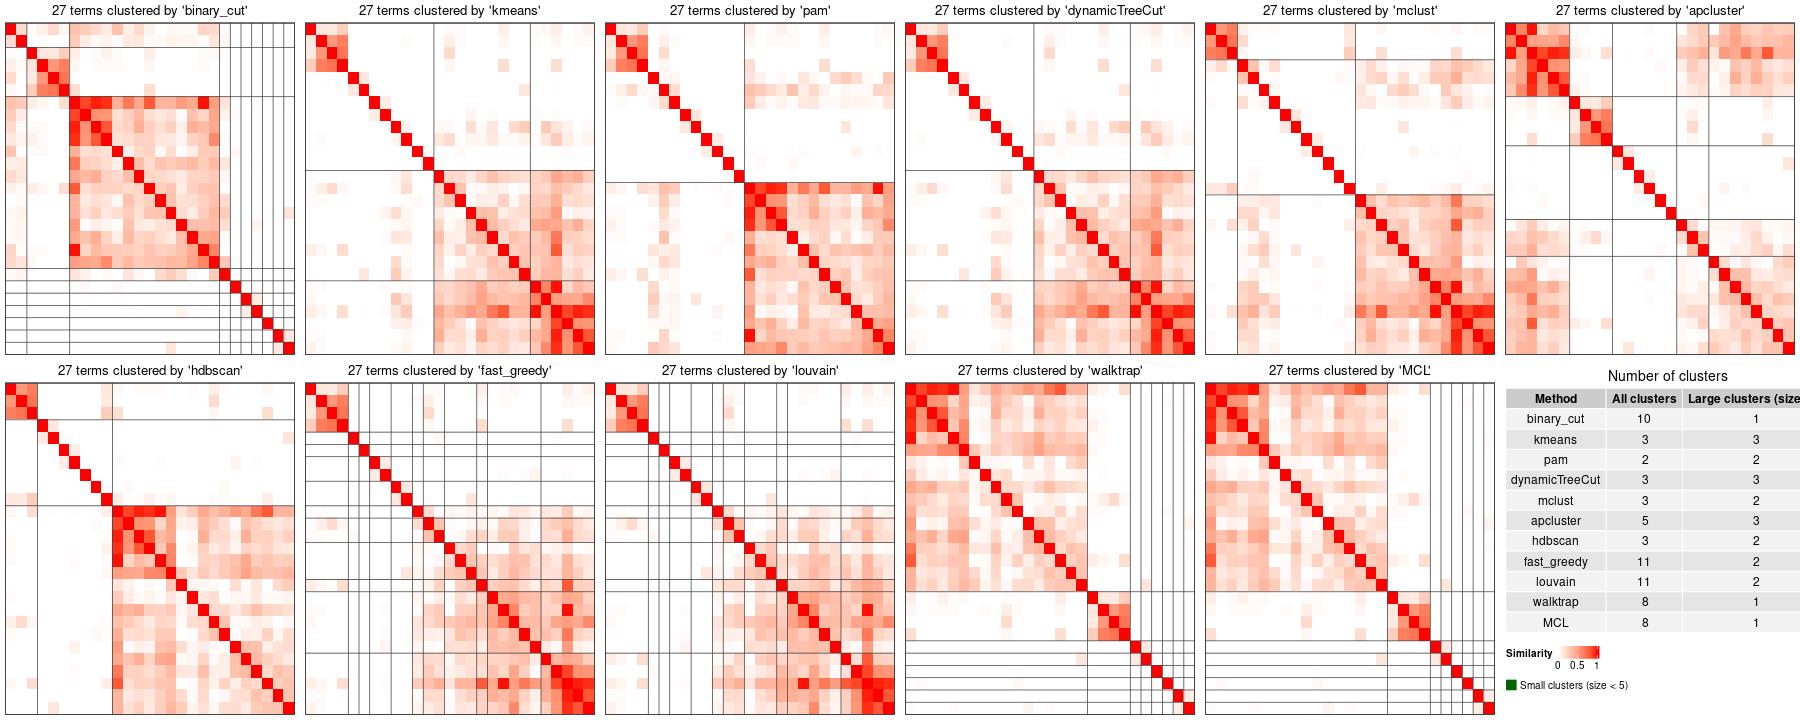 27 terms clustered by 'binary_cut'
27 terms clustered by 'kmeans'
27 terms clustered by 'pam'
27 terms clustered by 'dynamicTreeCut'
27 terms clustered by 'mclust'
27 terms clustered by 'apcluster'
27 terms clustered by 'hdbscan'
27 terms clustered by 'fast_greedy'
27 terms clustered by 'louvain'
27 terms clustered by 'walktrap'
27 terms clustered by 'MCL'
Number of clusters
Method All clusters Large clusters (size
binary_cut 10 1
kmeans 3 3
pam 2 2
dynamicTreeCut 3 3
mclust 3 2
apcluster 5 3
hdbscan 3 2
fast_greedy 11 2
louvain 11 2
walktrap 8 1
MCL 8 1
Similarity
0 0.5 1
Small clusters (size < 5)